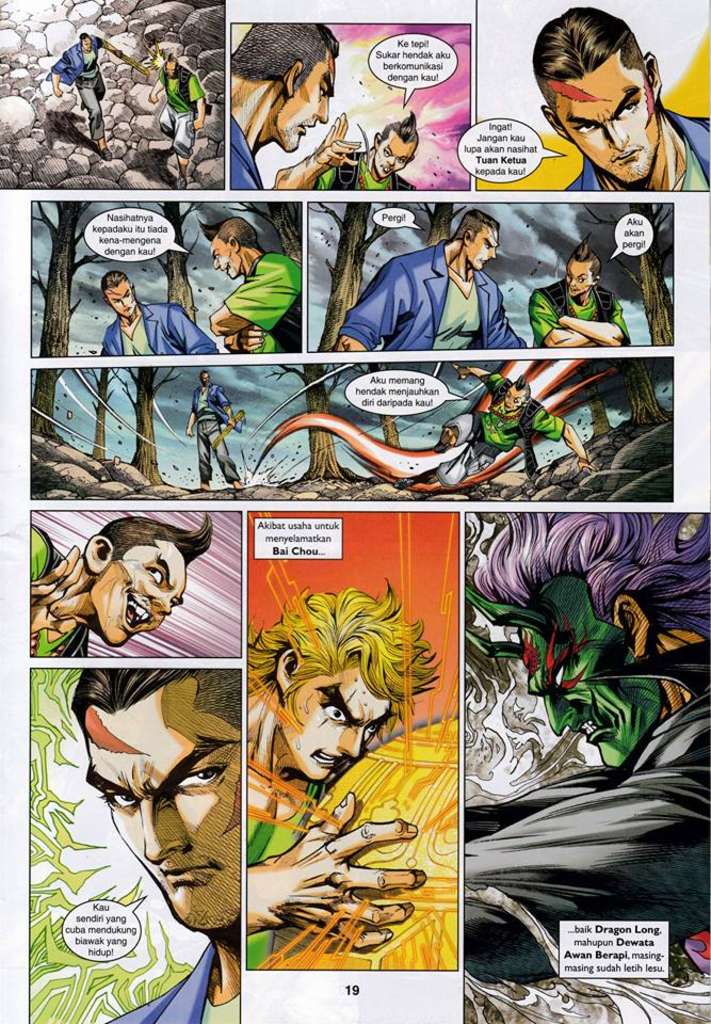 Ke tepi!
Sukar hendak
berkomunikasi
dengan kau!
Ingat!
Jangan kau
lupa akan nasihat
Tuan Ketua
kepada kau!
Nasihatnya
kepadaku itu tiada
kena-mengena
dengan kau!
Pergi!
Aku
akan
pergi!
Aku memang
hendak menjauhkan
diri daripada kau!
Kau
sendiri yang
cuba mendukung
biawak yang
hidup!
Akibat usaha untuk
menyelamatkan
Bai Chou...
...baik Dragon Long,
mahupun Dewata
Awan Berapi, masing-
masing sudah letih lesu.
19